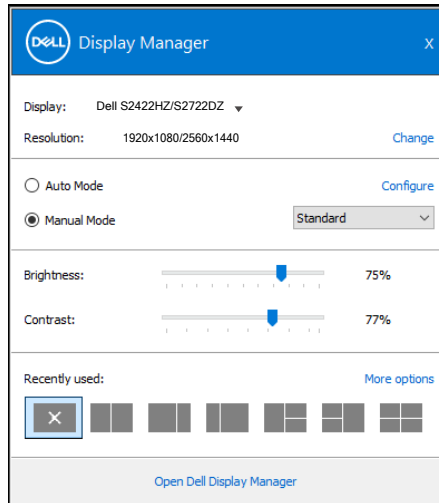 DELL Display Manager X
Display: Dell S2422HZ/S2722DZ
Resolution: 1920x1080/2560x1440 Change
Auto Mode Configure
Manual Mode Standard
Brightness: 75%
Contrast: 77%
Recently used: More options
Open Dell Display Manager